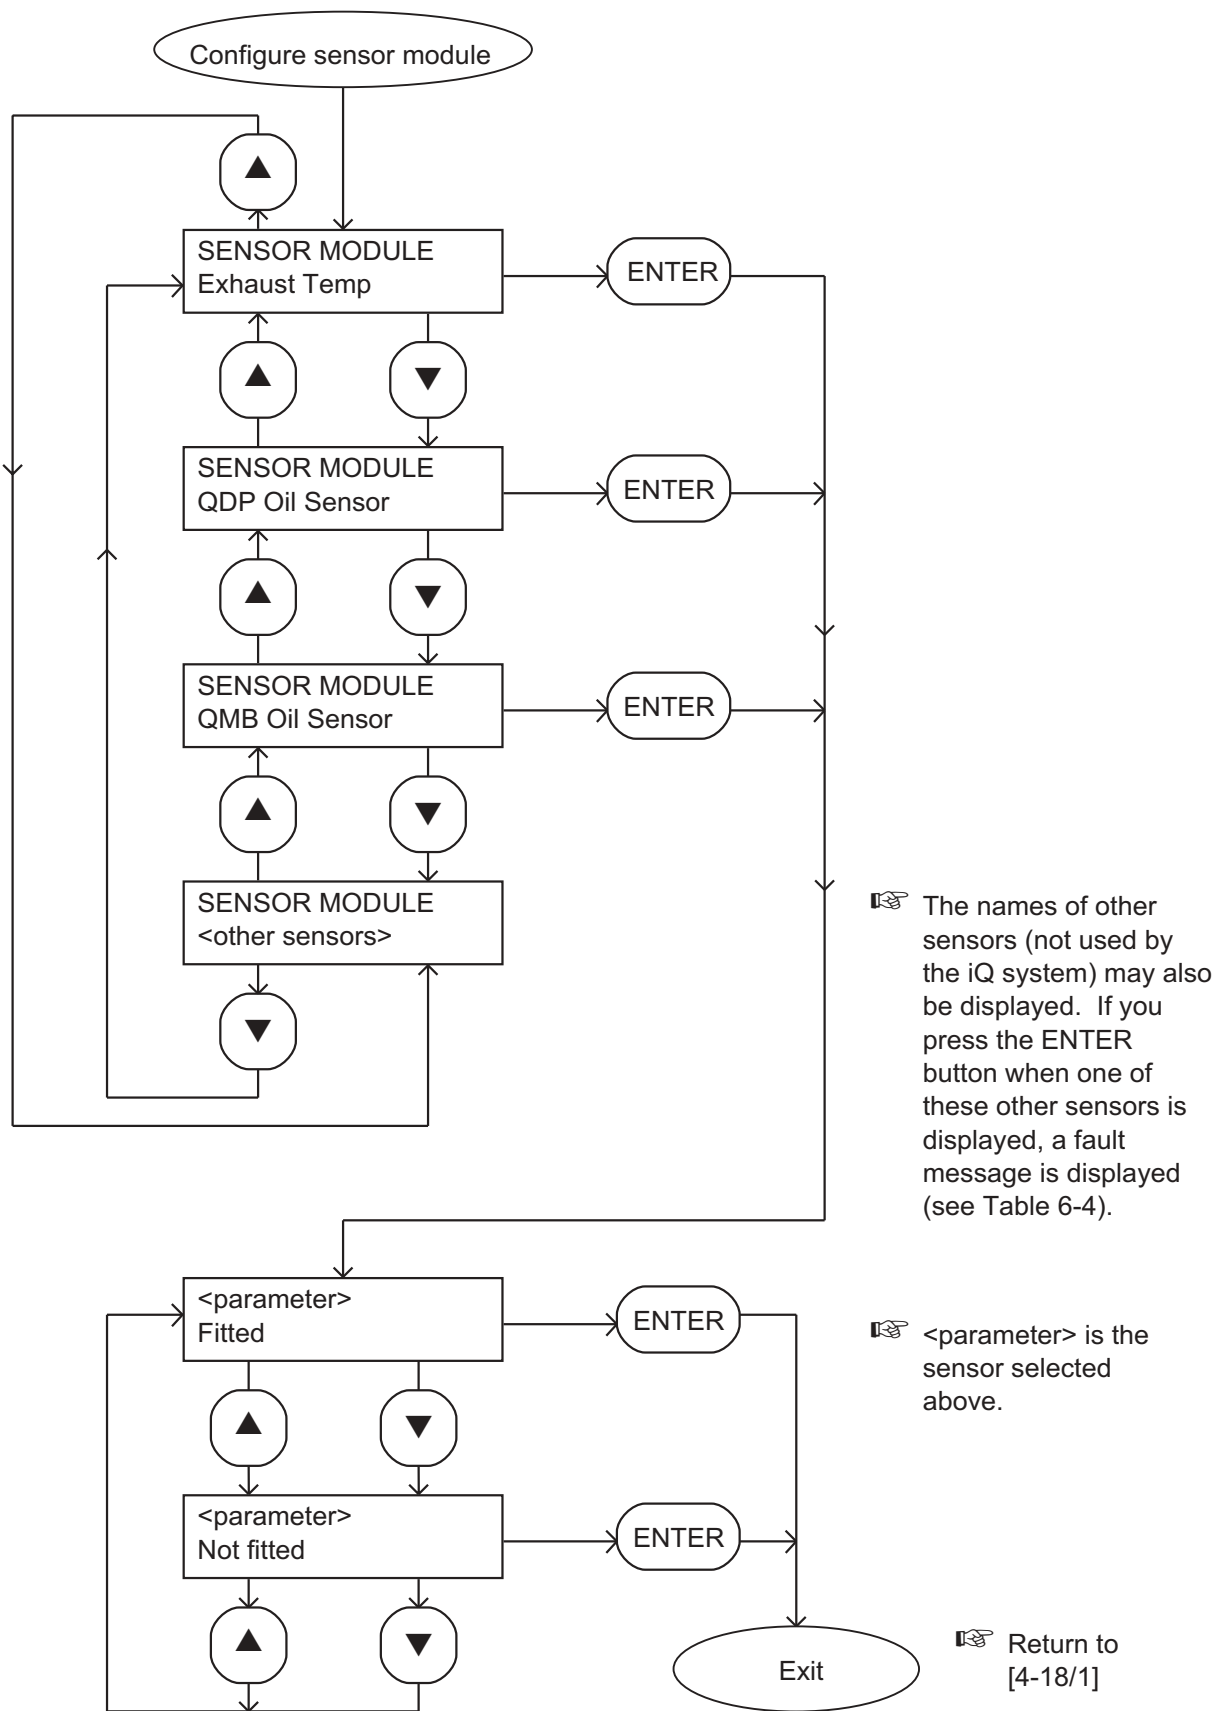 Configure sensor module
▲
SENSOR MODULE
Exhaust Temp
ENTER
▲
▼
SENSOR MODULE
QDP Oil Sensor
ENTER
▲
▼
SENSOR MODULE
QMB Oil Sensor
ENTER
▲
▼
SENSOR MODULE
<other sensors>
▼
☞ The names of other
sensors (not used by
the iQ system) may also
be displayed. If you
press the ENTER
button when one of
these other sensors is
displayed, a fault
message is displayed
(see Table 6-4).
<parameter>
Fitted
ENTER
☞ <parameter> is the
sensor selected
above.
▲
▼
<parameter>
Not fitted
ENTER
▲
▼
Exit
☞ Return to
[4-18/1]